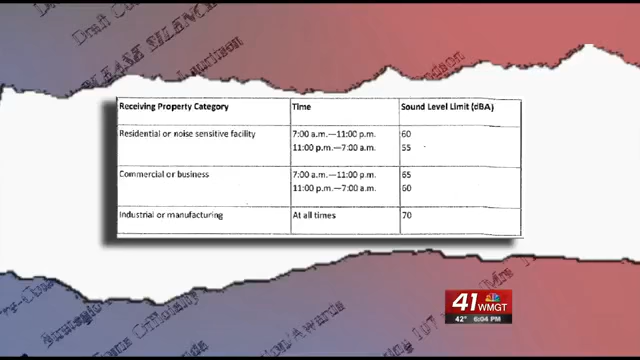 Receiving Property Category Time Sound Level Limit (dBA)
Residential or noise sensitive facility 7:00 a.m.—11:00 p.m. 60
11:00 p.m.—7:00 a.m. 55
Commercial or business 7:00 a.m.—11:00 p.m. 65
11:00 p.m.—7:00 a.m. 60
Industrial or manufacturing At all times 70
41 WMGT
42° 6:04 PM